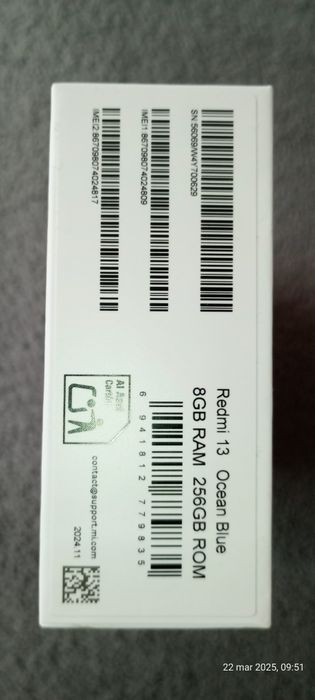 SN:56069/W4Y700629
IMEI1:867098074024809
IMEI2:867098074024817
Redmi 13 Ocean Blue
8GB RAM 256GB ROM
6 941812 779835
contact@support.mi.com
2024.11
22 mar 2025, 09:51